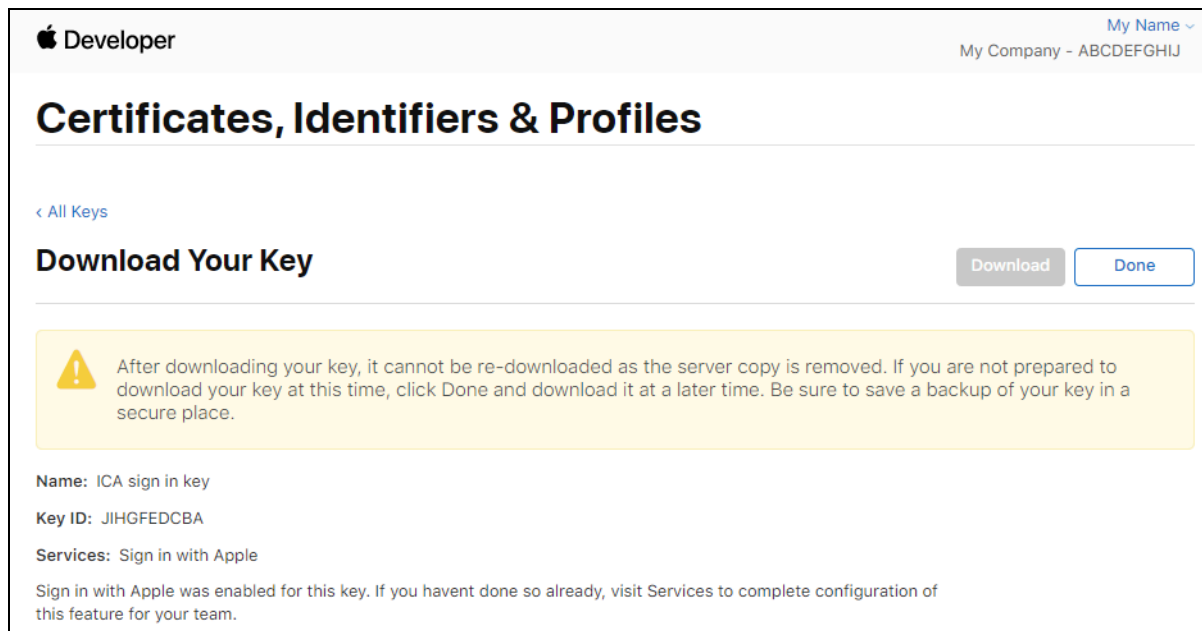 Developer
My Name
My Company - ABCDEFGHIJ
Certificates, Identifiers & Profiles
< All Keys
Download Your Key
Download
Done
After downloading your key, it cannot be re-downloaded as the server copy is removed. If you are not prepared to
download your key at this time, click Done and download it at a later time. Be sure to save a backup of your key in a
secure place.
Name: ICA sign in key
Key ID: JIHGFEDCBA
Services: Sign in with Apple
Sign in with Apple was enabled for this key. If you havent done so already, visit Services to complete configuration of
this feature for your team.